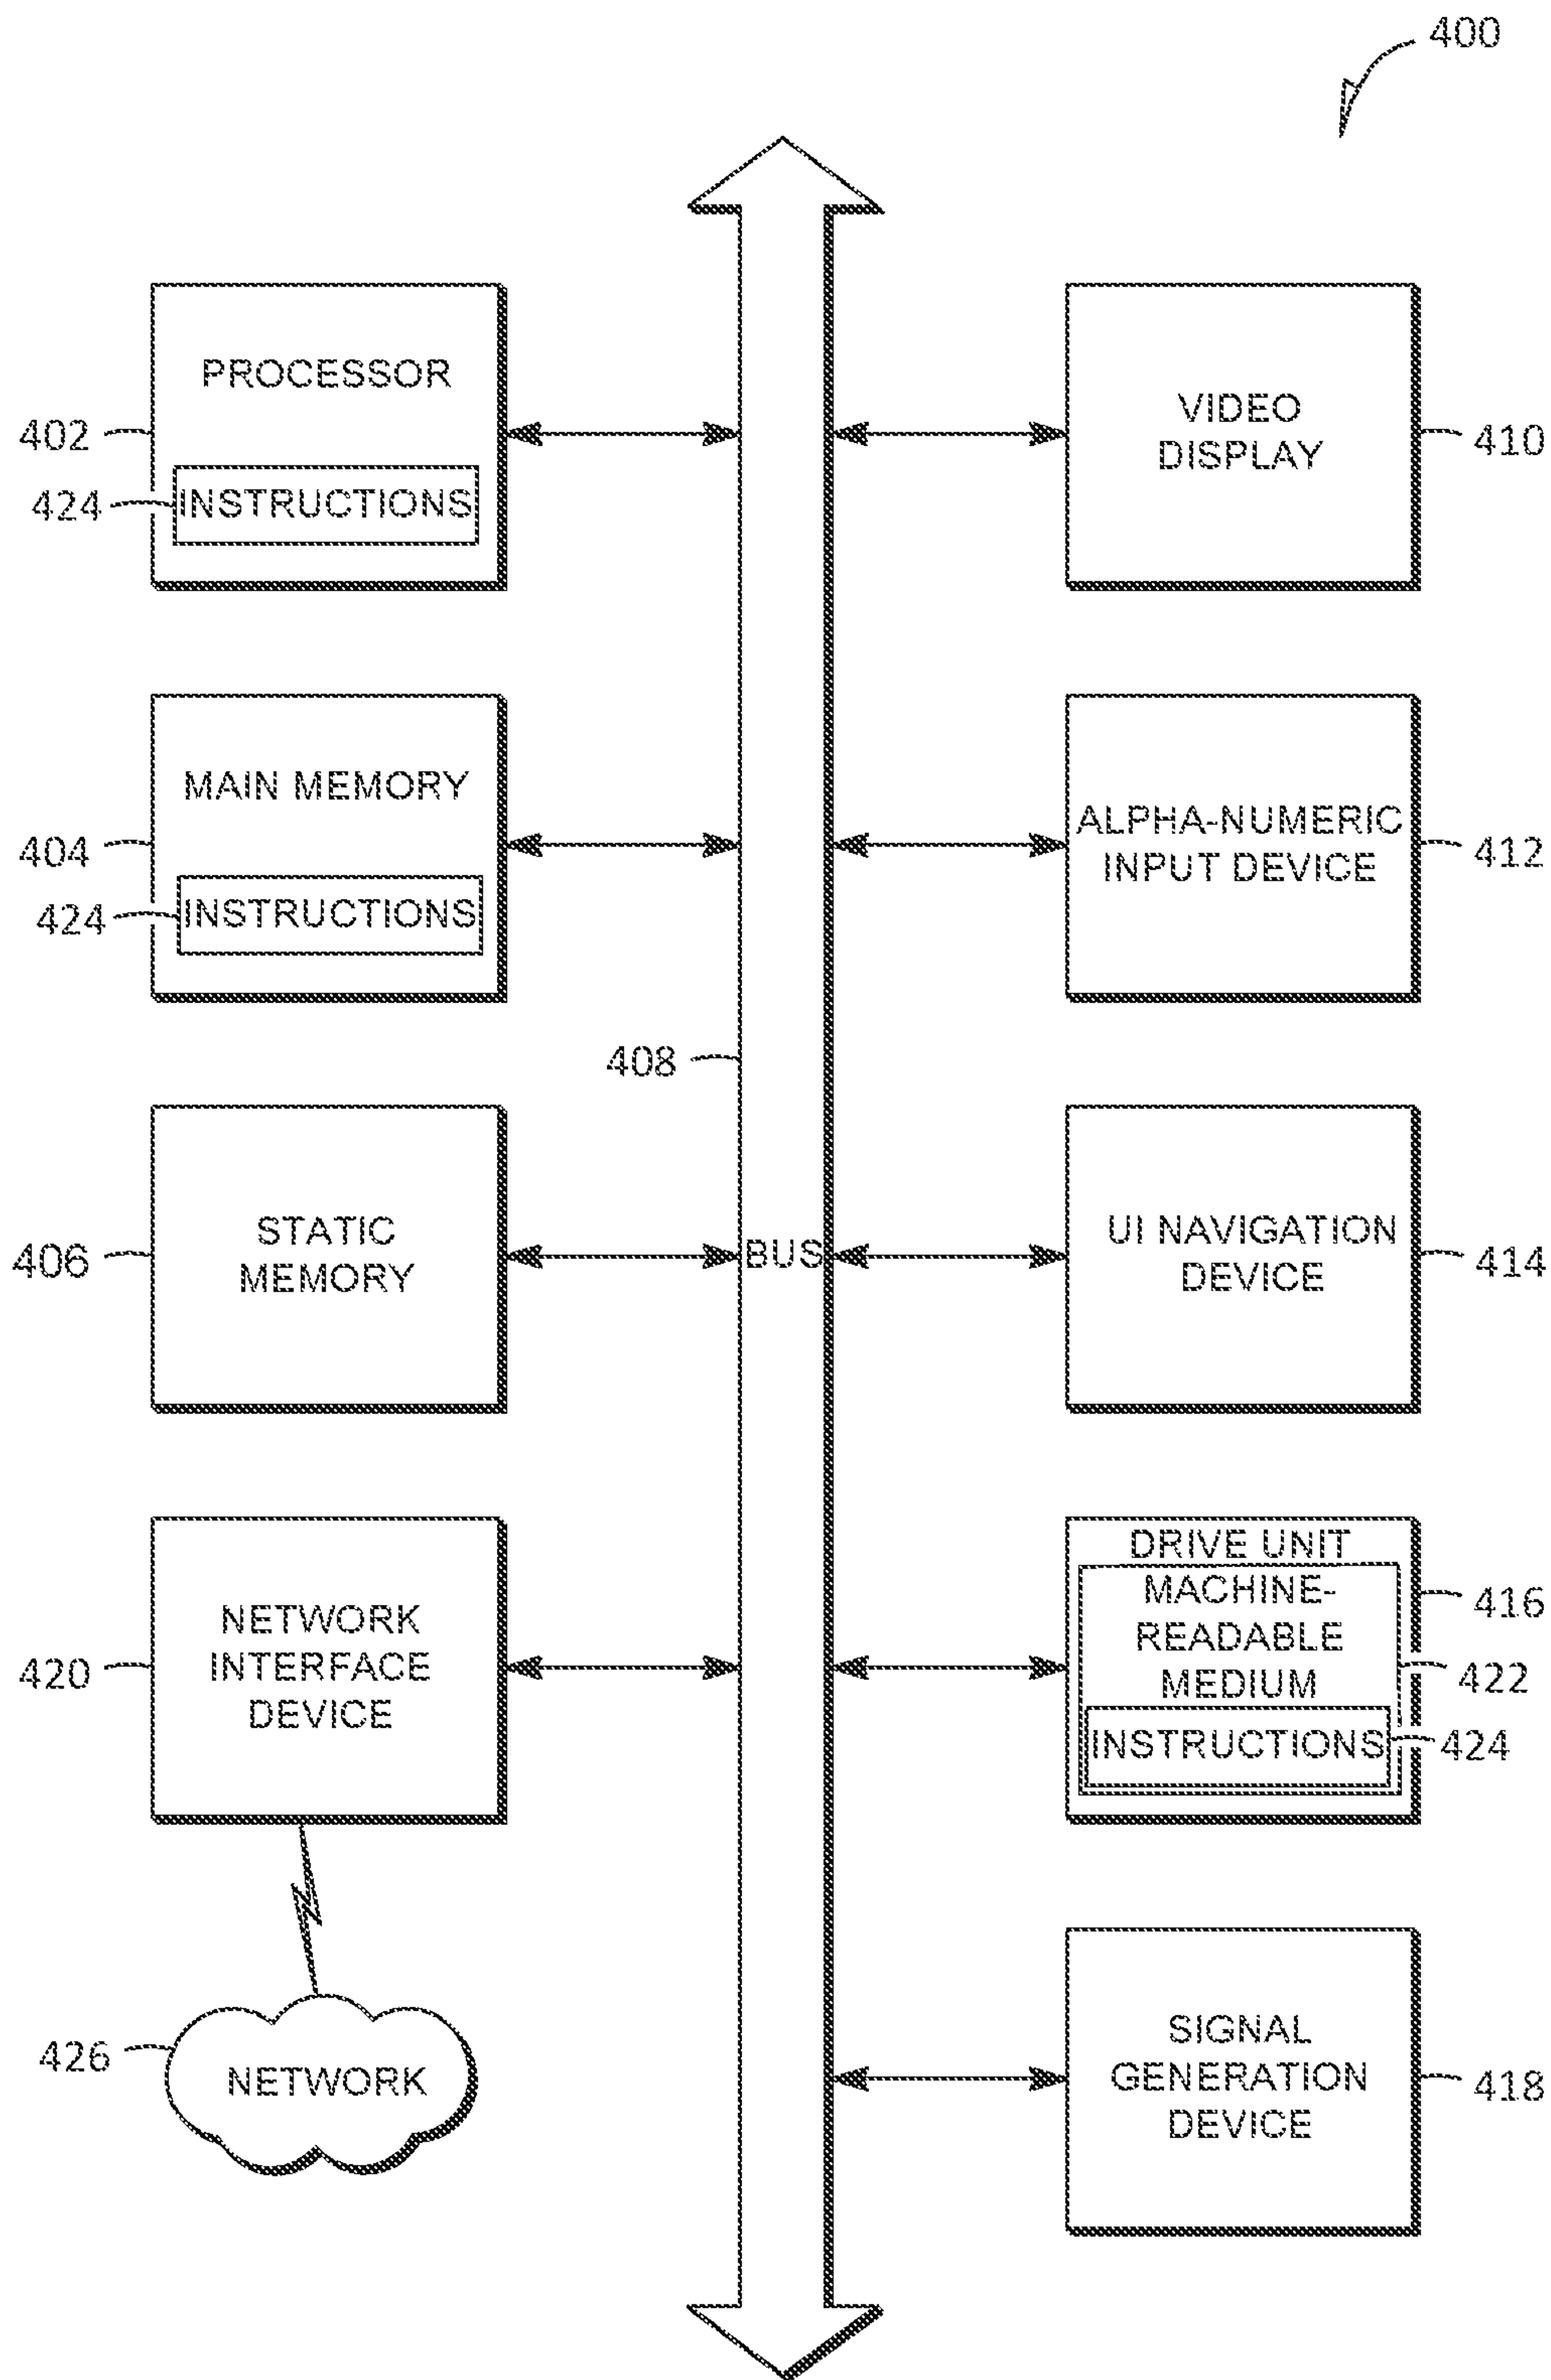 400
PROCESSOR
402
424
INSTRUCTIONS
MAIN MEMORY
404
424
INSTRUCTIONS
408
STATIC
MEMORY
406
NETWORK
INTERFACE
DEVICE
420
426
NETWORK
BUS
VIDEO
DISPLAY
410
ALPHA-NUMERIC
INPUT DEVICE
412
UI NAVIGATION
DEVICE
414
DRIVE UNIT
MACHINE-
READABLE
MEDIUM
416
422
INSTRUCTIONS
424
SIGNAL
GENERATION
DEVICE
418